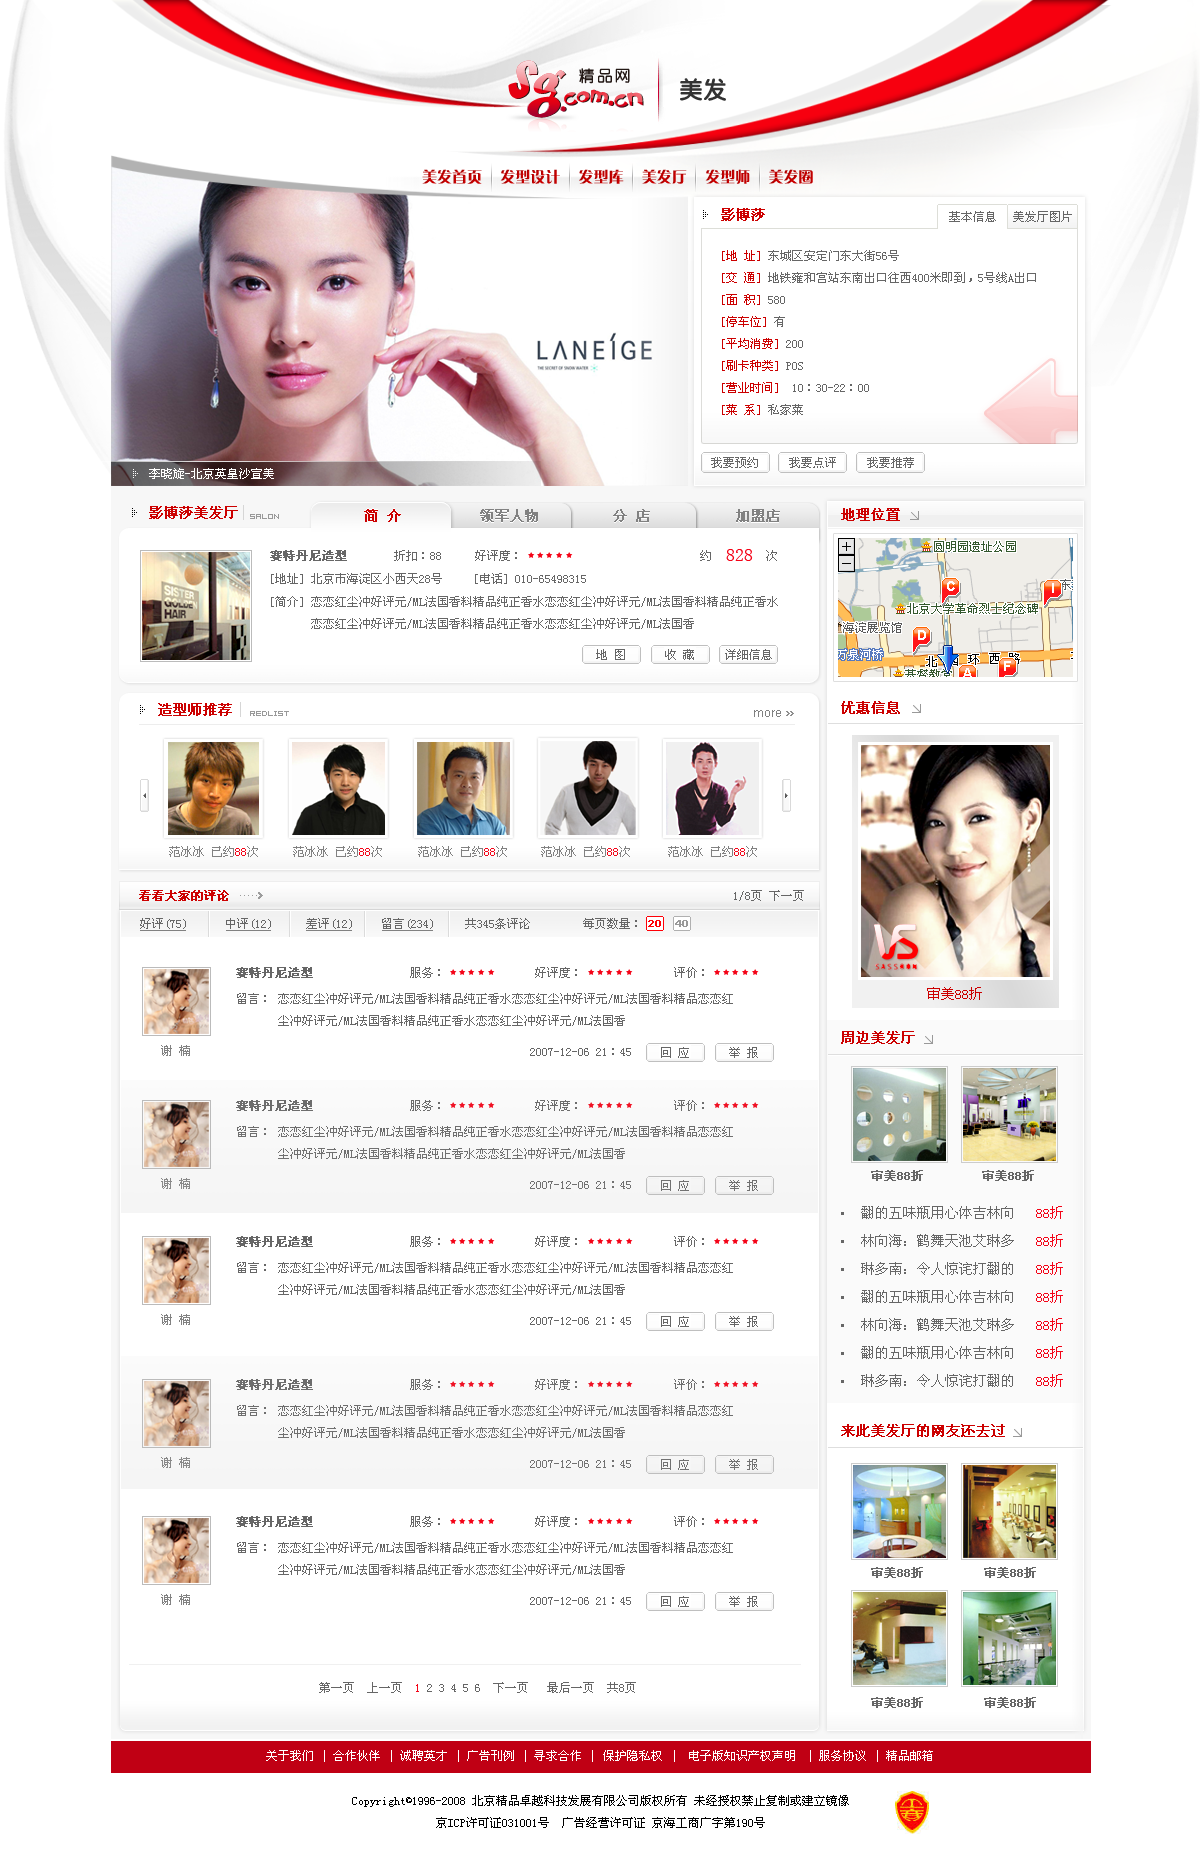 Sg.com.cn 精品网 美发
美发首页 发型设计 发型库 美发厅 发型师 美发圈
LANEÍGE
THE SECRET OF SNOW WATER
李晓旋-北京英皇沙宣美
影博莎 基本信息 美发厅图片
[地 址] 东城区安定门东大街56号
[交 通] 地铁雍和宫站东南出口往西400米即到，5号线A出口
[面 积] 580
[停车位] 有
[平均消费] 200
[刷卡种类] POS
[营业时间] 10：30-22：00
[菜 系] 私家菜
我要预约 我要点评 我要推荐
影博莎美发厅 SALON 简 介 领军人物 分 店 加盟店
SISTER
GOLDE
HAIR
赛特丹尼造型 折扣：88 好评度： 约 828 次
[地址] 北京市海淀区小西天28号 [电话] 010-65498315
[简介] 恋恋红尘冲好评元/ML法国香料精品纯正香水恋恋红尘冲好评元/ML法国香料精品纯正香水
恋恋红尘冲好评元/ML法国香料精品纯正香水恋恋红尘冲好评元/ML法国香
地 图 收 藏 详细信息
造型师推荐 REDLIST more »
范冰冰 已约88次 范冰冰 已约88次 范冰冰 已约88次 范冰冰 已约88次 范冰冰 已约88次
看看大家的评论 1/8页 下一页
好评(75) 中评(12) 差评(12) 留言(234) 共345条评论 每页数量： 20 40
赛特丹尼造型 服务： 好评度： 评价：
留言： 恋恋红尘冲好评元/ML法国香料精品纯正香水恋恋红尘冲好评元/ML法国香料精品恋恋红
尘冲好评元/ML法国香料精品纯正香水恋恋红尘冲好评元/ML法国香
谢 楠 2007-12-06 21：45 回 应 举 报
赛特丹尼造型 服务： 好评度： 评价：
留言： 恋恋红尘冲好评元/ML法国香料精品纯正香水恋恋红尘冲好评元/ML法国香料精品恋恋红
尘冲好评元/ML法国香料精品纯正香水恋恋红尘冲好评元/ML法国香
谢 楠 2007-12-06 21：45 回 应 举 报
赛特丹尼造型 服务： 好评度： 评价：
留言： 恋恋红尘冲好评元/ML法国香料精品纯正香水恋恋红尘冲好评元/ML法国香料精品恋恋红
尘冲好评元/ML法国香料精品纯正香水恋恋红尘冲好评元/ML法国香
谢 楠 2007-12-06 21：45 回 应 举 报
赛特丹尼造型 服务： 好评度： 评价：
留言： 恋恋红尘冲好评元/ML法国香料精品纯正香水恋恋红尘冲好评元/ML法国香料精品恋恋红
尘冲好评元/ML法国香料精品纯正香水恋恋红尘冲好评元/ML法国香
谢 楠 2007-12-06 21：45 回 应 举 报
赛特丹尼造型 服务： 好评度： 评价：
留言： 恋恋红尘冲好评元/ML法国香料精品纯正香水恋恋红尘冲好评元/ML法国香料精品恋恋红
尘冲好评元/ML法国香料精品纯正香水恋恋红尘冲好评元/ML法国香
谢 楠 2007-12-06 21：45 回 应 举 报
第一页 上一页 1 2 3 4 5 6 下一页 最后一页 共8页
地理位置
圆明园遗址公园
C I 东
北京大学革命烈士纪念碑
海淀展览馆 D
万泉河桥 北 四 环 西 路
基督教堂 A F
优惠信息
VS
SASSOON
审美88折
周边美发厅
审美88折 审美88折
翻的五味瓶用心体吉林向 88折
林向海：鹤舞天池艾琳多 88折
琳多南：令人惊诧打翻的 88折
翻的五味瓶用心体吉林向 88折
林向海：鹤舞天池艾琳多 88折
翻的五味瓶用心体吉林向 88折
琳多南：令人惊诧打翻的 88折
来此美发厅的网友还去过
审美88折 审美88折
审美88折 审美88折
关于我们 | 合作伙伴 | 诚聘英才 | 广告刊例 | 寻求合作 | 保护隐私权 | 电子版知识产权声明 | 服务协议 | 精品邮箱
Copyright©1996-2008 北京精品卓越科技发展有限公司版权所有 未经授权禁止复制或建立镜像
京ICP许可证031001号 广告经营许可证 京海工商广字第190号